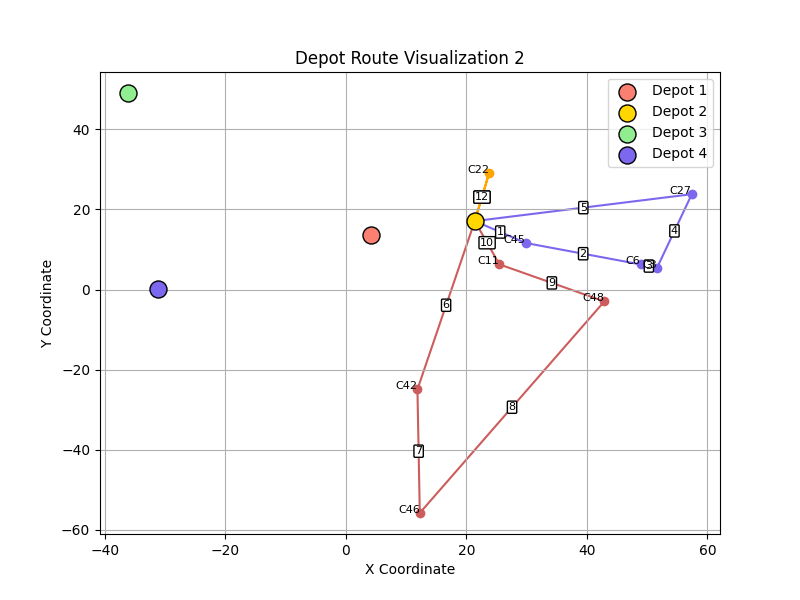 Depot Route Visualization 2
Depot 1
Depot 2
Depot 3
Depot 4
Y Coordinate
40
20
0
−20
−40
−60
C22
12
C27
5
1
C45
10
4
2
C11
C6
3
9
C48
6
C42
8
7
C46
−40
−20
0
20
40
60
X Coordinate